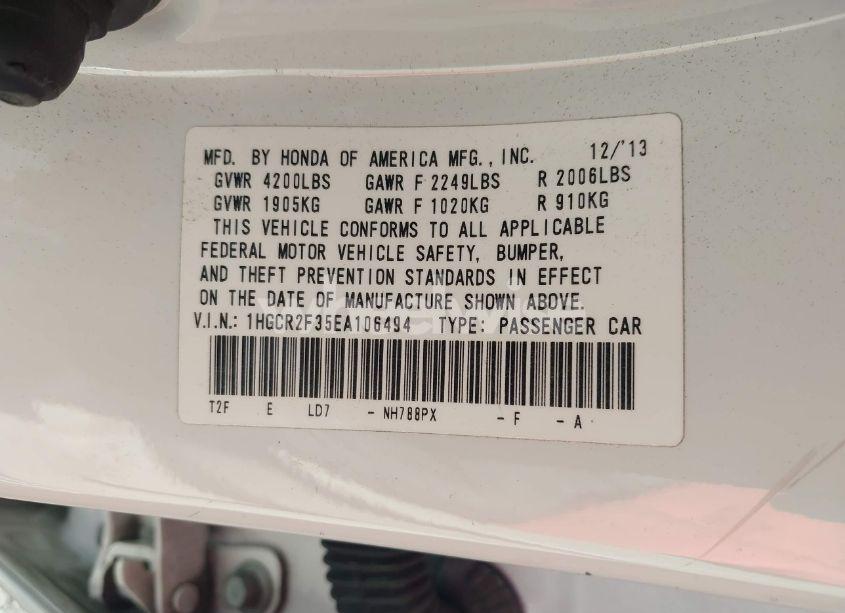 MFD. BY HONDA OF AMERICA MFG., INC. 12/'13
GVWR 4200LBS GAWR F 2249LBS R 2006LBS
GVWR 1905KG GAWR F 1020KG R 910KG
THIS VEHICLE CONFORMS TO ALL APPLICABLE
FEDERAL MOTOR VEHICLE SAFETY, BUMPER,
AND THEFT PREVENTION STANDARDS IN EFFECT
ON THE DATE OF MANUFACTURE SHOWN ABOVE.
V.I.N.: 1HGCR2F35EA106494 TYPE: PASSENGER CAR
T2F E LD7 - NH788PX - F - A